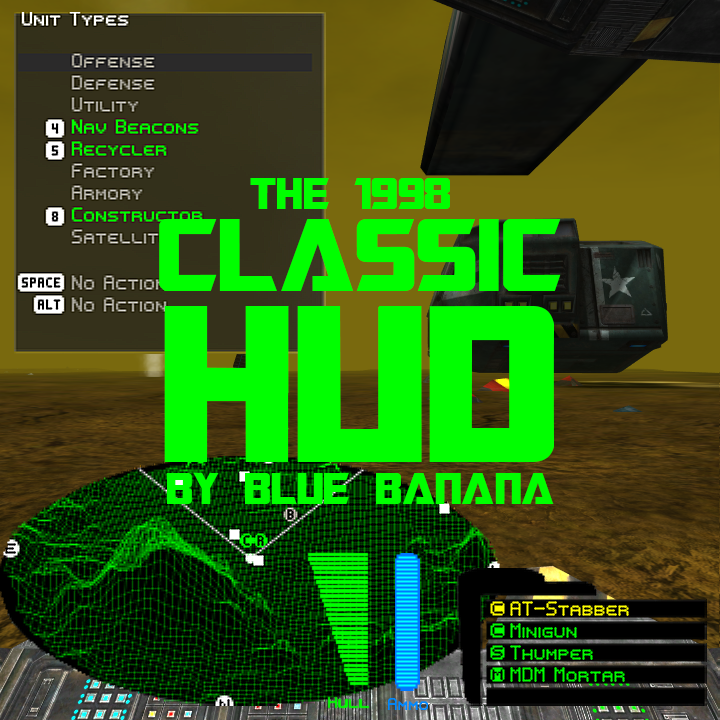 Unit Types
Offense
Defense
Utility
4 Nav Beacons
5 Recycler
Factory
Armory
8 Constructor
Satellit
SPACE No Action
ALT No Action
THE 1998
CLASSIC
HUD
BY BLUE BANANA
B
C R
E
C AT-Stabber
C Minigun
S Thumper
M MDM Mortar
Hull Ammo